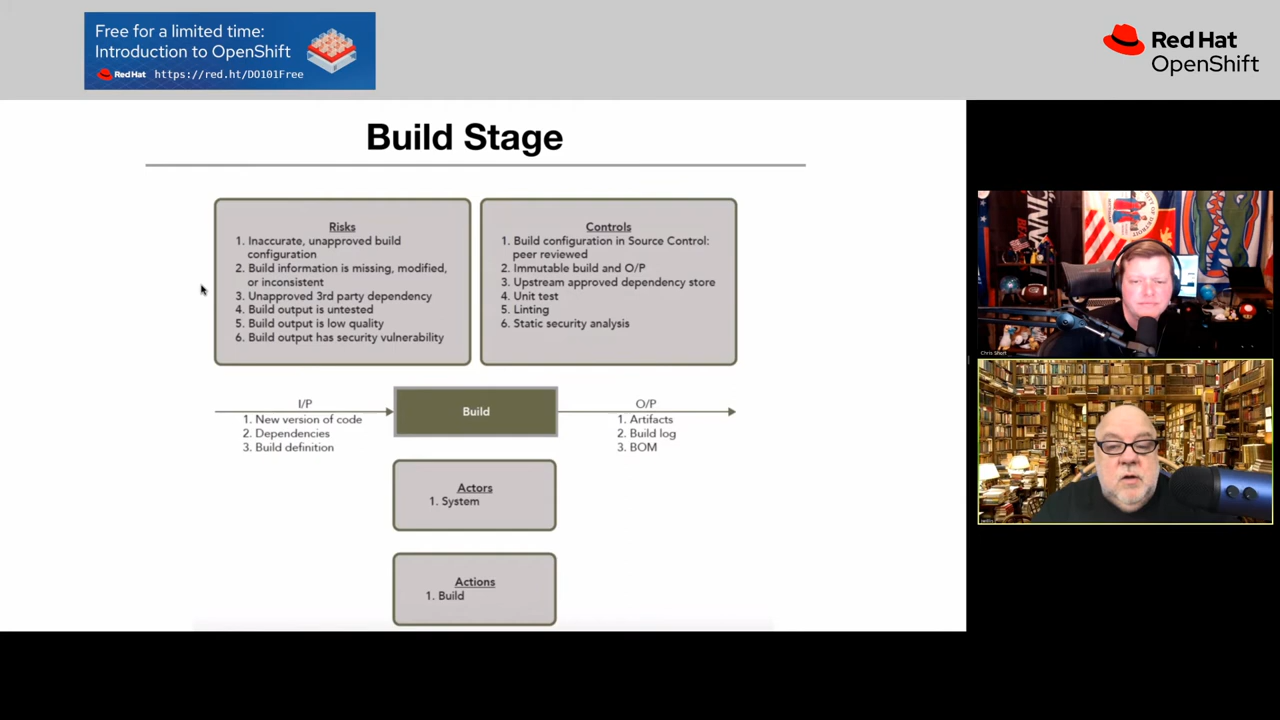 Free for a limited time:
Introduction to OpenShift
Red Hat https://red.ht/DO101Free
Red Hat
OpenShift
Build Stage
Risks
1. Inaccurate, unapproved build
configuration
2. Build information is missing, modified,
or inconsistent
3. Unapproved 3rd party dependency
4. Build output is untested
5. Build output is low quality
6. Build output has security vulnerability
Controls
1. Build configuration in Source Control:
peer reviewed
2. Immutable build and O/P
3. Upstream approved dependency store
4. Unit test
5. Linting
6. Static security analysis
I/P
1. New version of code
2. Dependencies
3. Build definition
Build
O/P
1. Artifacts
2. Build log
3. BOM
Actors
1. System
Actions
1. Build
CITY OF DETROIT
Chris Short